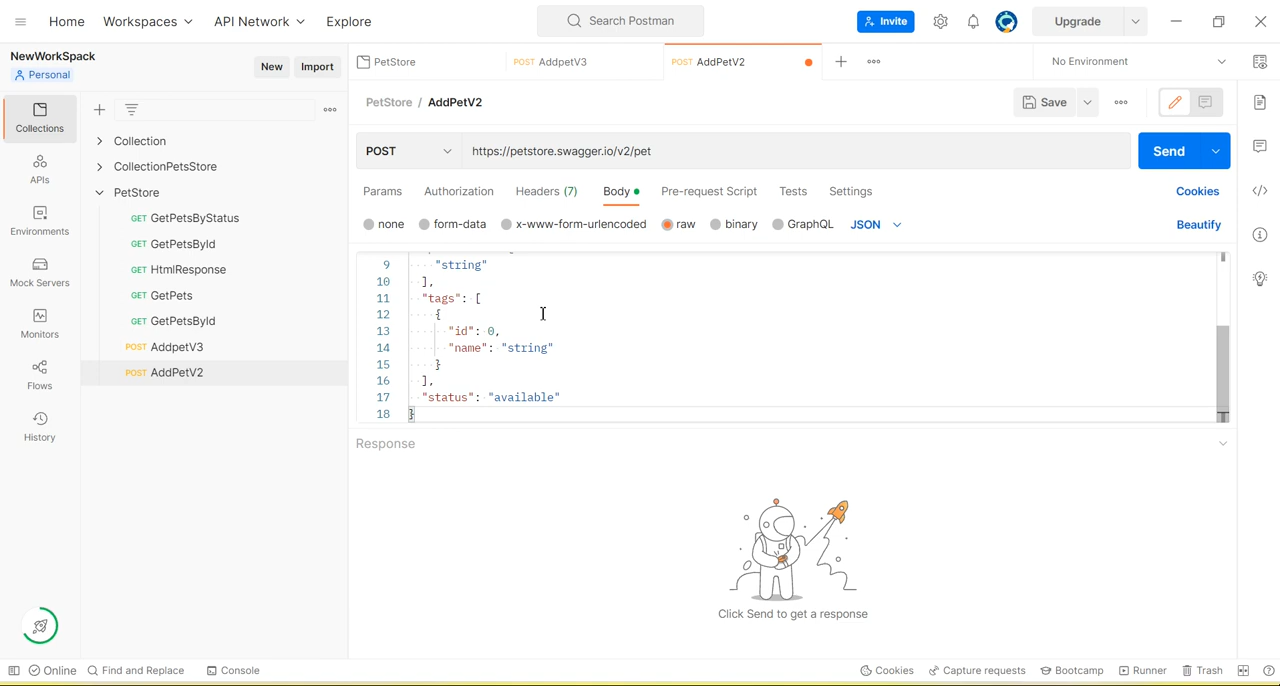 Home Workspaces API Network Explore Search Postman Invite Upgrade
NewWorkSpack
Personal
New Import
PetStore POST AddpetV3 POST AddPetV2 No Environment
Collections
APIs
Environments
Mock Servers
Monitors
Flows
History
Collection
CollectionPetsStore
PetStore
GET GetPetsByStatus
GET GetPetsById
GET HtmlResponse
GET GetPets
GET GetPetsById
POST AddpetV3
POST AddPetV2
PetStore / AddPetV2 Save
POST https://petstore.swagger.io/v2/pet Send
Params Authorization Headers (7) Body Pre-request Script Tests Settings Cookies
none form-data x-www-form-urlencoded raw binary GraphQL JSON Beautify
9 "string"
10 ],
11 "tags": [
12 {
13 "id": 0,
14 "name": "string"
15 }
16 ],
17 "status": "available"
18 }
Response
Click Send to get a response
Online Find and Replace Console Cookies Capture requests Bootcamp Runner Trash